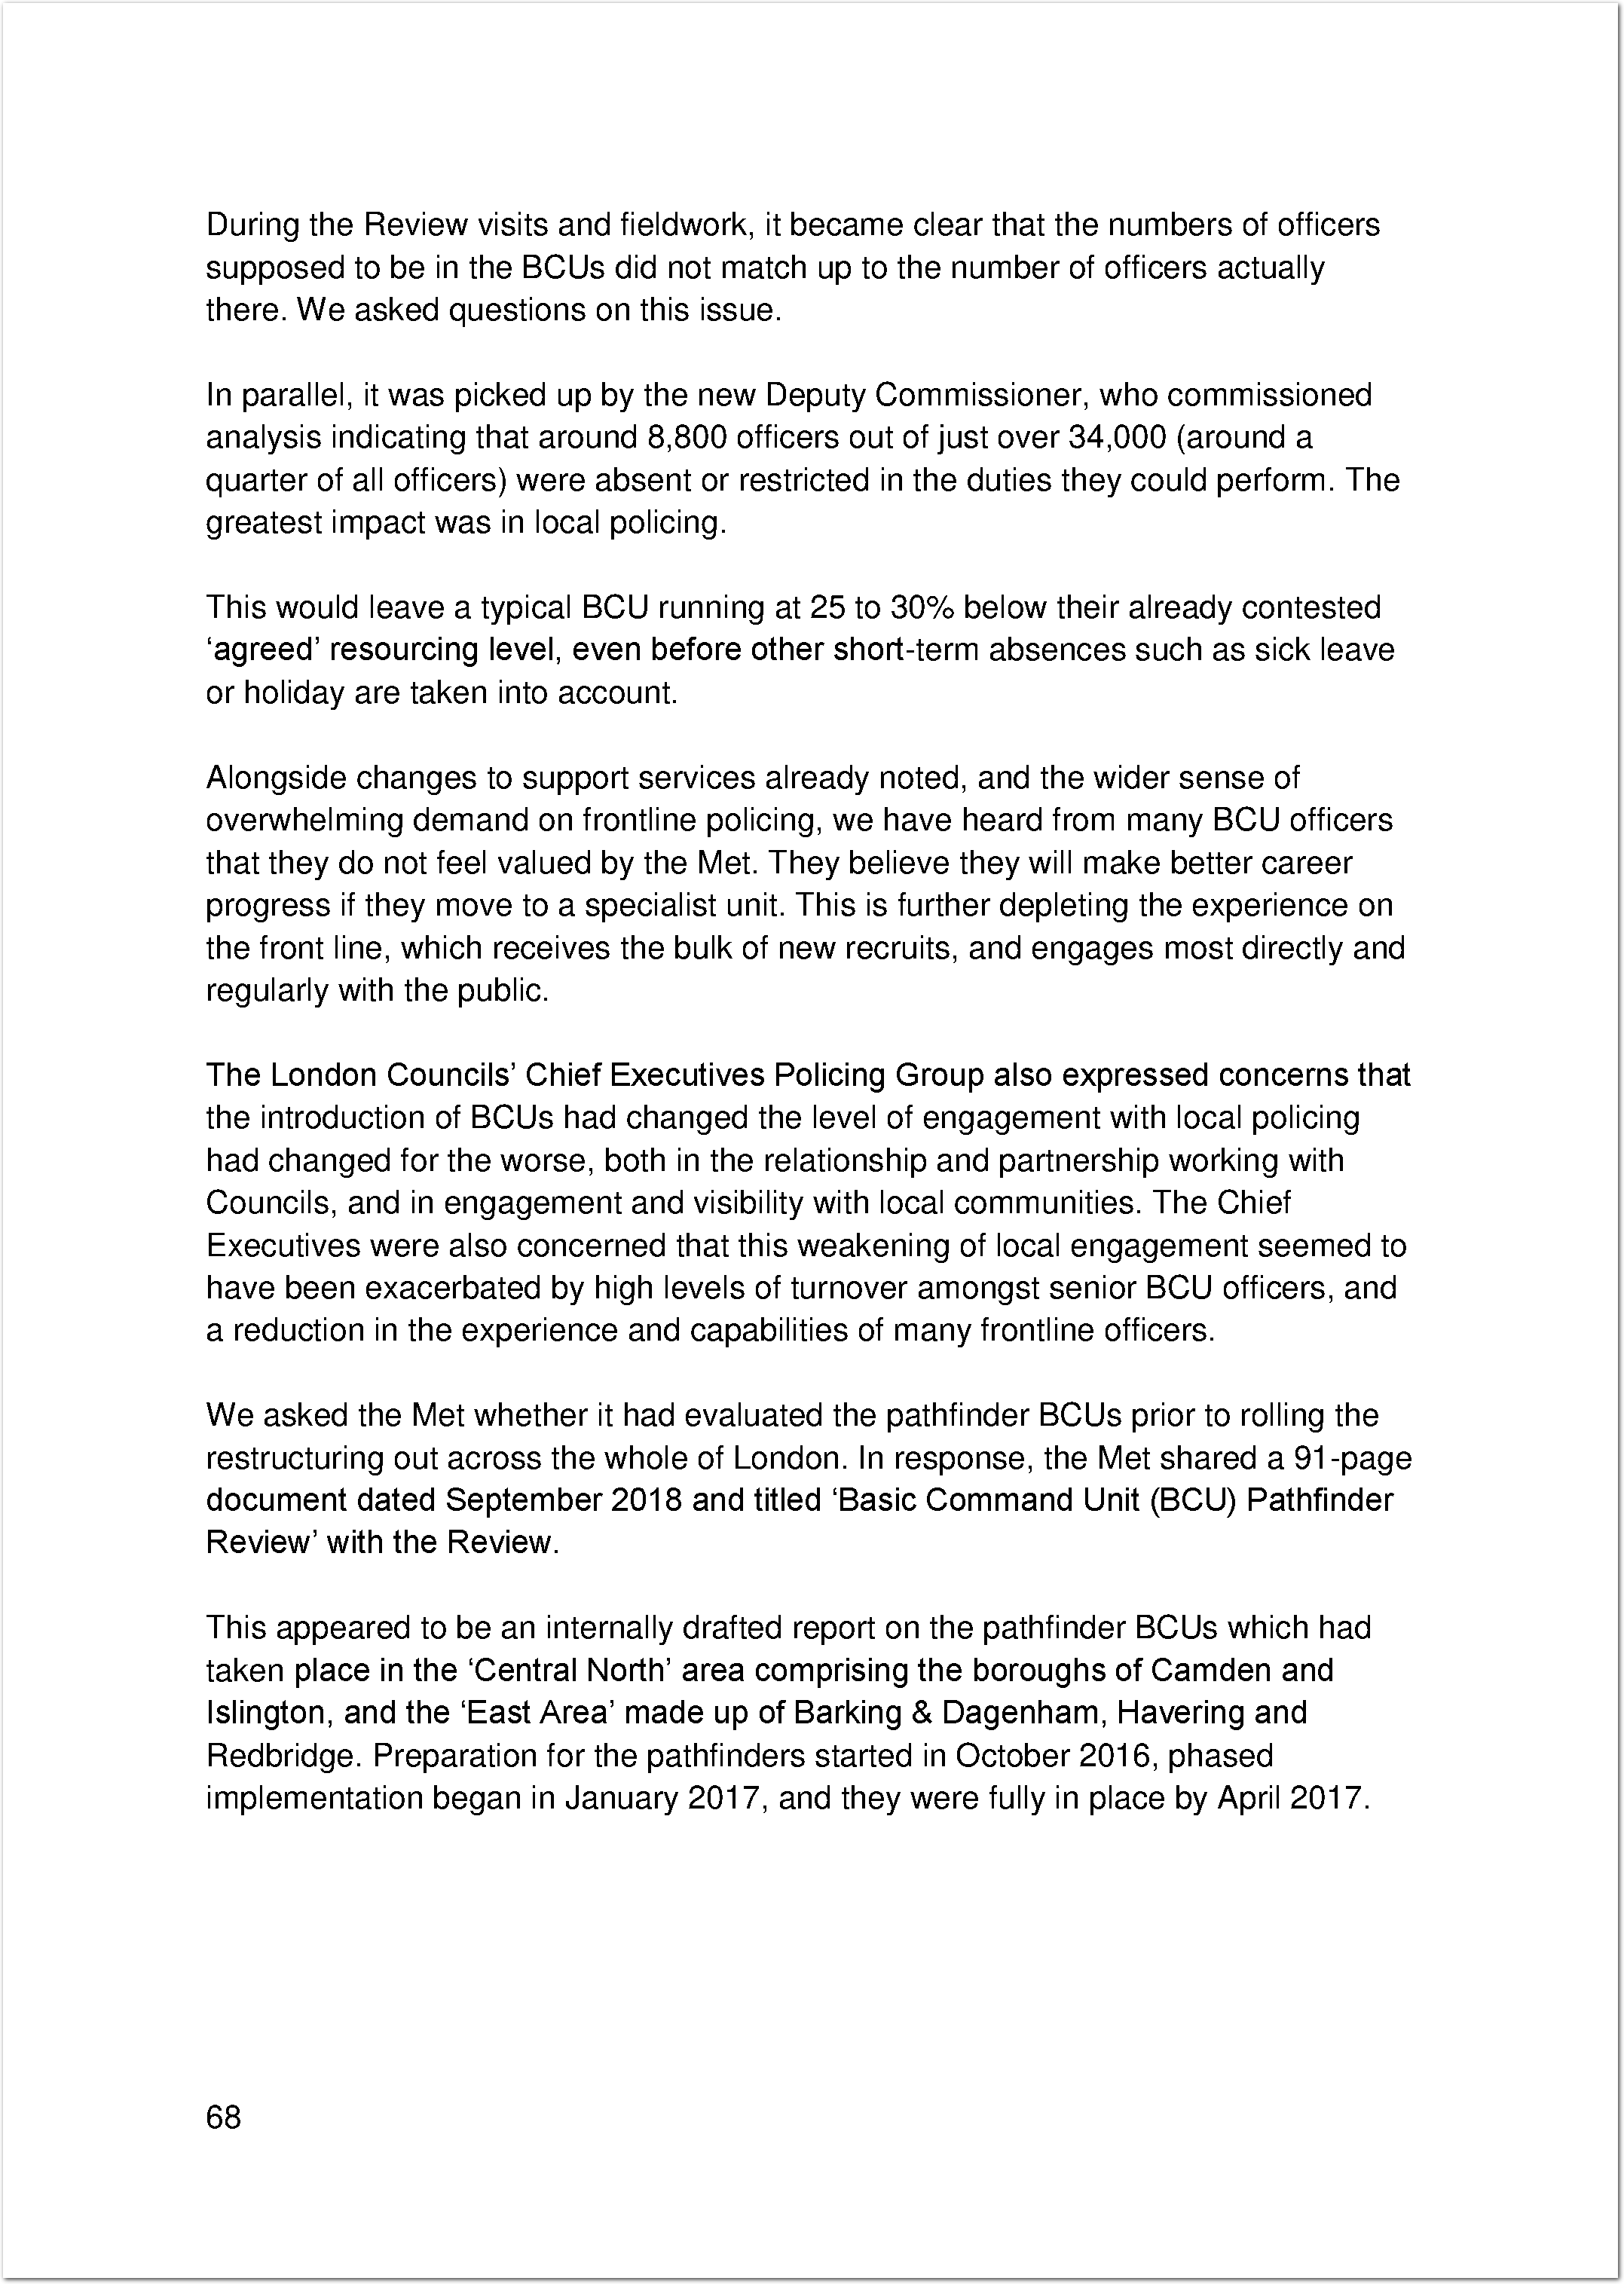 During the Review visits and fieldwork, it became clear that the numbers of officers
supposed to be in the BCUs did not match up to the number of officers actually
there. We asked questions on this issue.
In parallel, it was picked up by the new Deputy Commissioner, who commissioned
analysis indicating that around 8,800 officers out of just over 34,000 (around a
quarter of all officers) were absent or restricted in the duties they could perform. The
greatest impact was in local policing.
This would leave a typical BCU running at 25 to 30% below their already contested
‘agreed’ resourcing level, even before other short-term absences such as sick leave
or holiday are taken into account.
Alongside changes to support services already noted, and the wider sense of
overwhelming demand on frontline policing, we have heard from many BCU officers
that they do not feel valued by the Met. They believe they will make better career
progress if they move to a specialist unit. This is further depleting the experience on
the front line, which receives the bulk of new recruits, and engages most directly and
regularly with the public.
The London Councils’ Chief Executives Policing Group also expressed concerns that
the introduction of BCUs had changed the level of engagement with local policing
had changed for the worse, both in the relationship and partnership working with
Councils, and in engagement and visibility with local communities. The Chief
Executives were also concerned that this weakening of local engagement seemed to
have been exacerbated by high levels of turnover amongst senior BCU officers, and
a reduction in the experience and capabilities of many frontline officers.
We asked the Met whether it had evaluated the pathfinder BCUs prior to rolling the
restructuring out across the whole of London. In response, the Met shared a 91-page
document dated September 2018 and titled ‘Basic Command Unit (BCU) Pathfinder
Review’ with the Review.
This appeared to be an internally drafted report on the pathfinder BCUs which had
taken place in the ‘Central North’ area comprising the boroughs of Camden and
Islington, and the ‘East Area’ made up of Barking & Dagenham, Havering and
Redbridge. Preparation for the pathfinders started in October 2016, phased
implementation began in January 2017, and they were fully in place by April 2017.
68